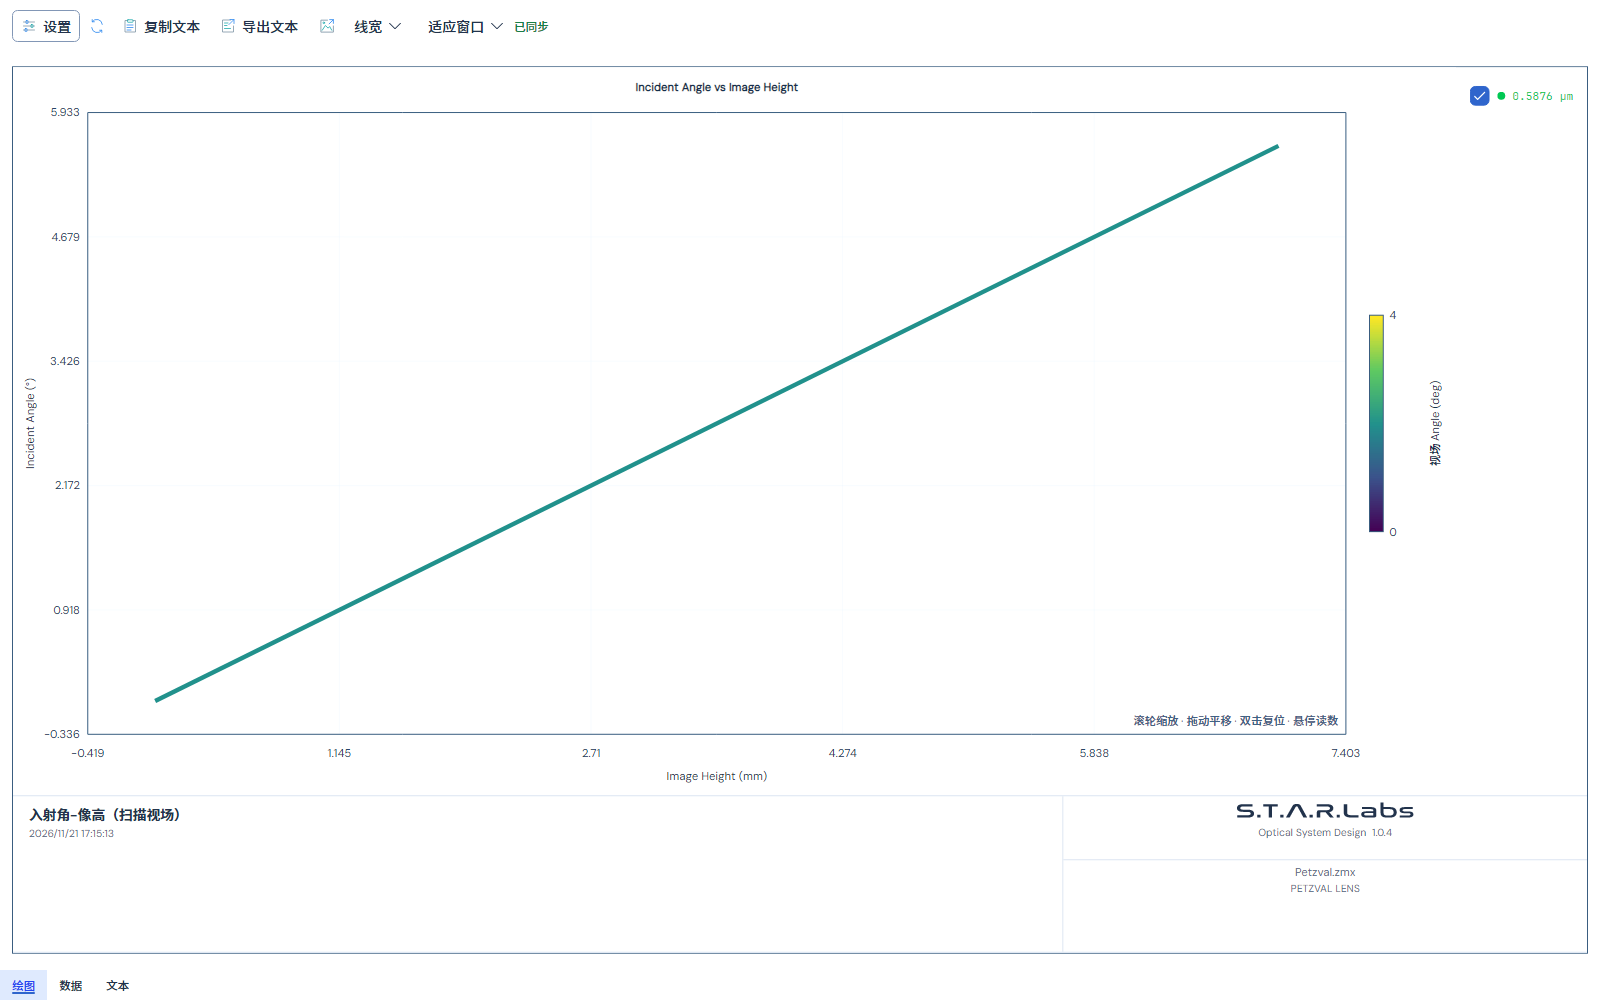 设置 复制文本 导出文本 线宽 适应窗口 已同步
Incident Angle vs Image Height
0.5876 μm
5.933
4.679
3.426
2.172
0.918
-0.336
Incident Angle (°)
-0.419 1.145 2.71 4.274 5.838 7.403
Image Height (mm)
滚轮缩放 · 拖动平移 · 双击复位 · 悬停读数
4
0
视场 Angle (deg)
入射角-像高（扫描视场）
2026/11/21 17:15:13
S.T.A.R.Labs
Optical System Design 1.0.4
Petzval.zmx
PETZVAL LENS
绘图 数据 文本